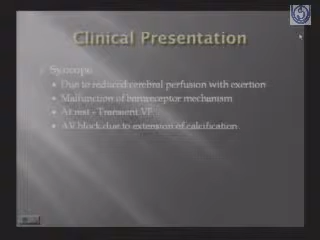 Clinical Presentation
Syncope
Due to reduced cerebral perfusion with exertion
Malfunction of baroreceptor mechanism
At rest - Transient VF
AV block due to extension of calcification